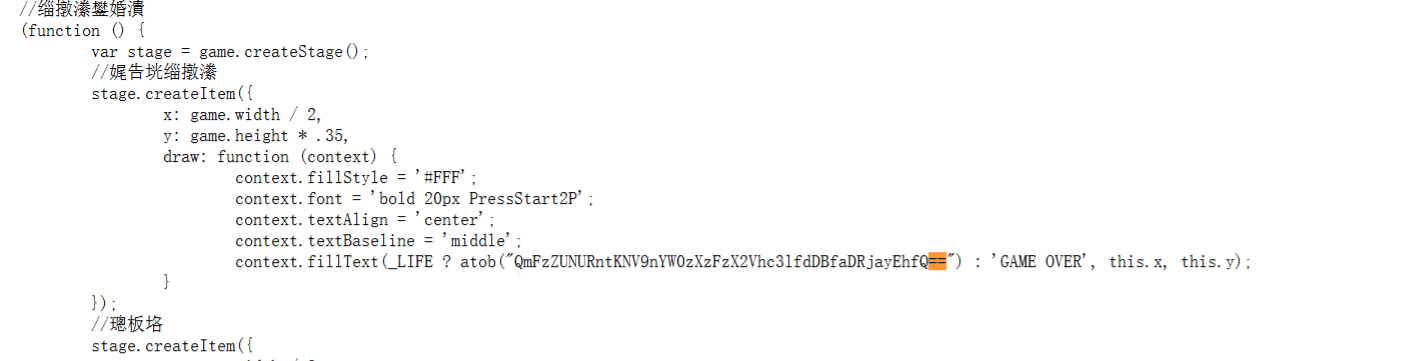 //缁撴潫鐢婚潰
(function () {
var stage = game.createStage();
//娓告垙缁撴潫
stage.createItem({
x: game.width / 2,
y: game.height * .35,
draw: function (context) {
context.fillStyle = '#FFF';
context.font = 'bold 20px PressStart2P';
context.textAlign = 'center';
context.textBaseline = 'middle';
context.fillText(_LIFE ? atob("QmFzZUNURntKNV9nYW0zXzFzX2Vhc3lfdDBfaDRjayEhfQ==") : 'GAME OVER', this.x, this.y);
}
});
//璁板垎
stage.createItem({